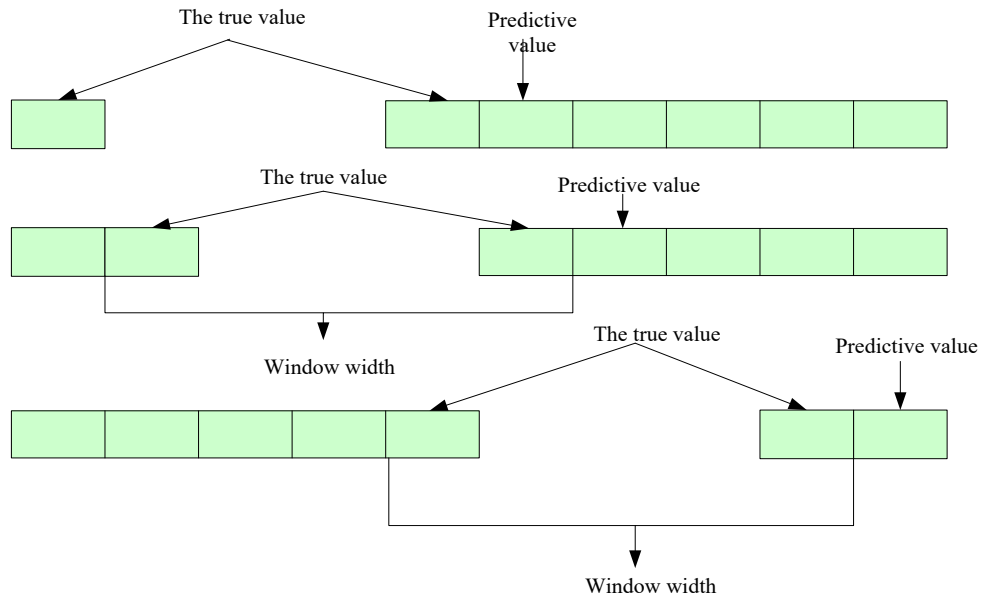 The true value
Predictive
value
The true value
Predictive value
Window width
The true value
Predictive value
Window width